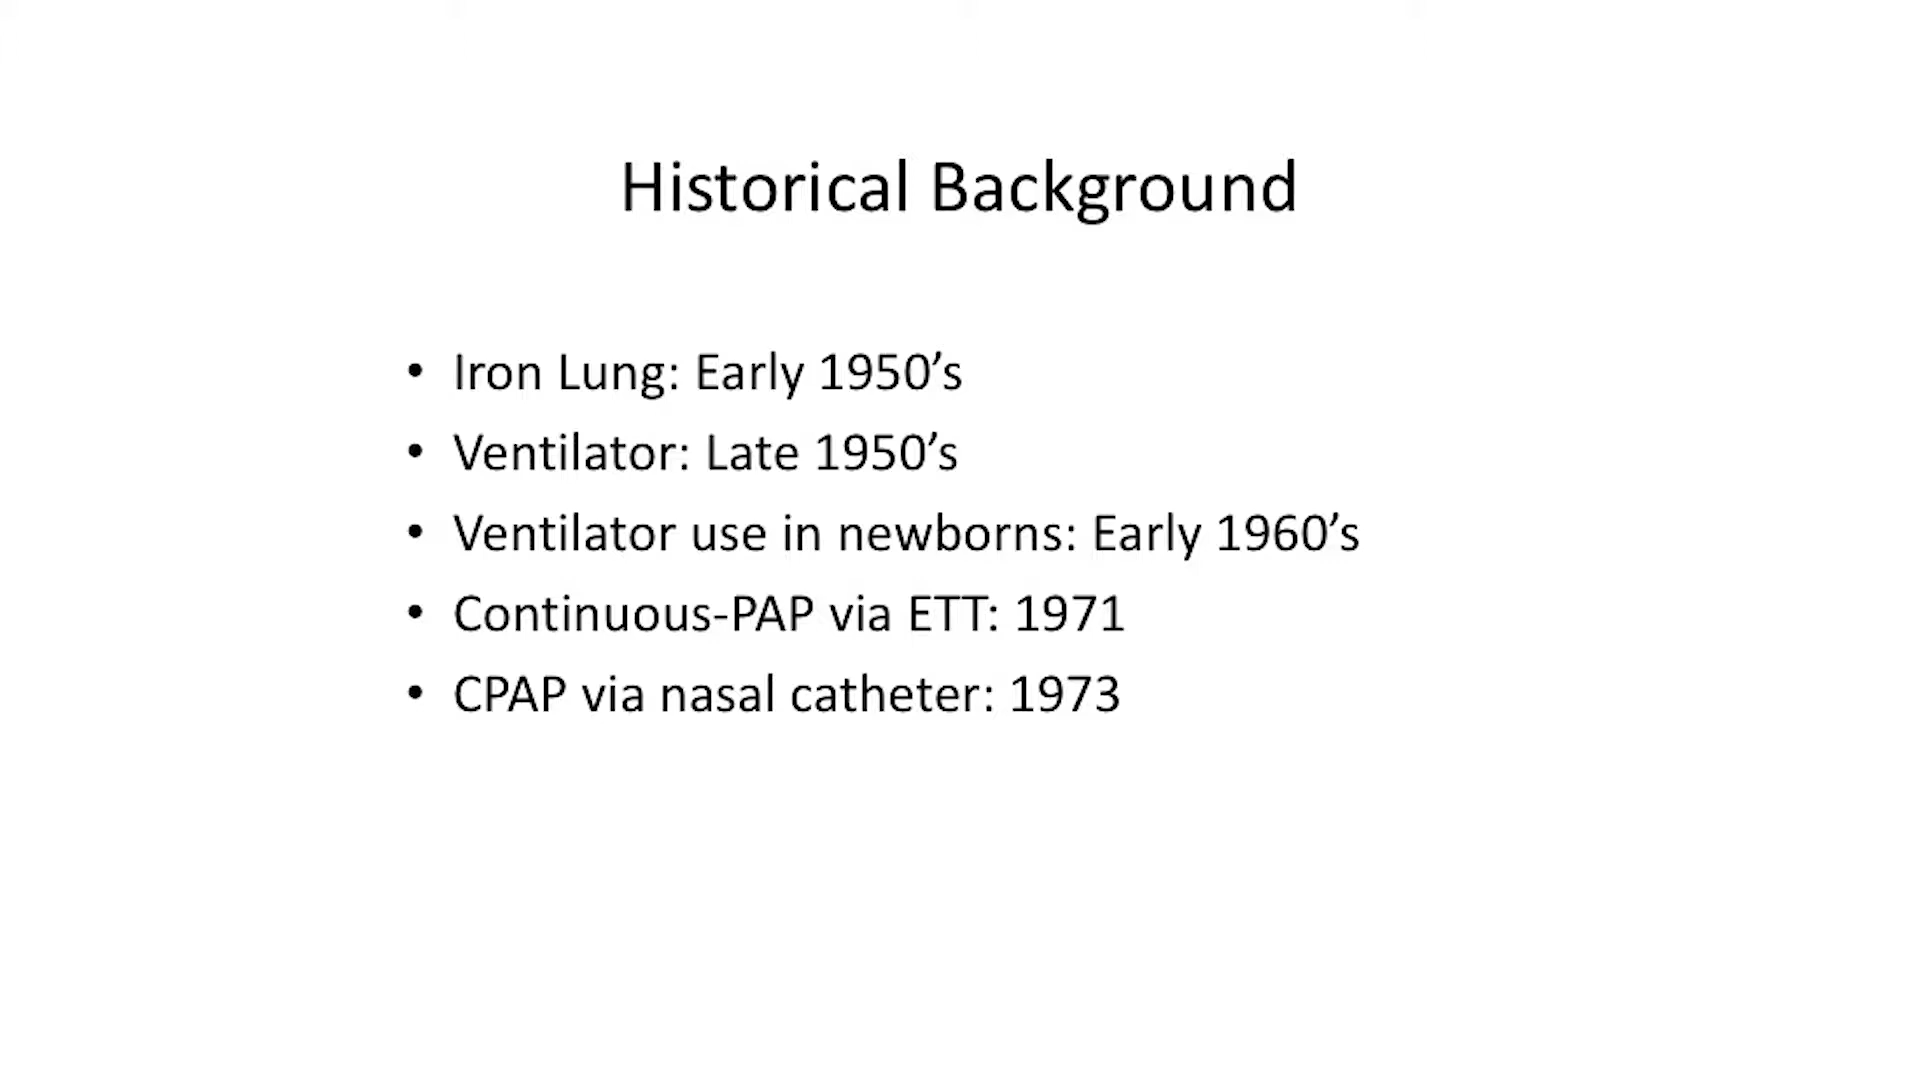 Historical Background
• Iron Lung: Early 1950’s
• Ventilator: Late 1950’s
• Ventilator use in newborns: Early 1960’s
• Continuous-PAP via ETT: 1971
• CPAP via nasal catheter: 1973